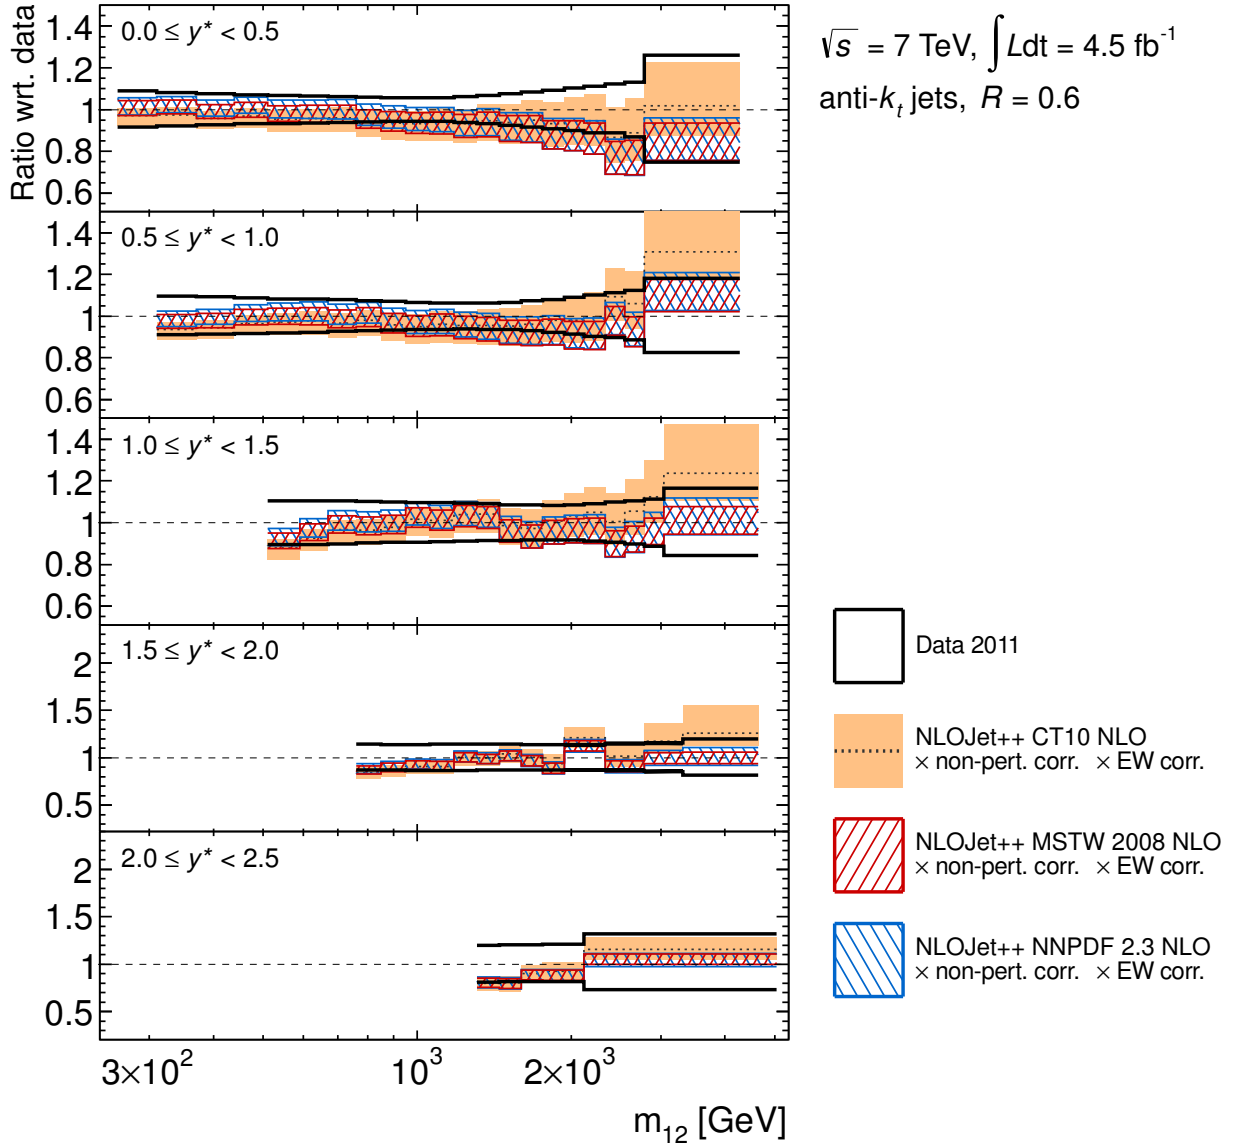 Ratio wrt. data
0.0 ≤ y* < 0.5
1.4
1.2
1
0.8
0.6
√s = 7 TeV, ∫Ldt = 4.5 fb⁻¹
anti-kₜ jets, R = 0.6
0.5 ≤ y* < 1.0
1.4
1.2
1
0.8
0.6
1.0 ≤ y* < 1.5
1.4
1.2
1
0.8
0.6
1.5 ≤ y* < 2.0
2
1.5
1
0.5
2.0 ≤ y* < 2.5
2
1.5
1
0.5
3×10²
10³
2×10³
m₁₂ [GeV]
Data 2011
NLOJet++ CT10 NLO
× non-pert. corr. × EW corr.
NLOJet++ MSTW 2008 NLO
× non-pert. corr. × EW corr.
NLOJet++ NNPDF 2.3 NLO
× non-pert. corr. × EW corr.